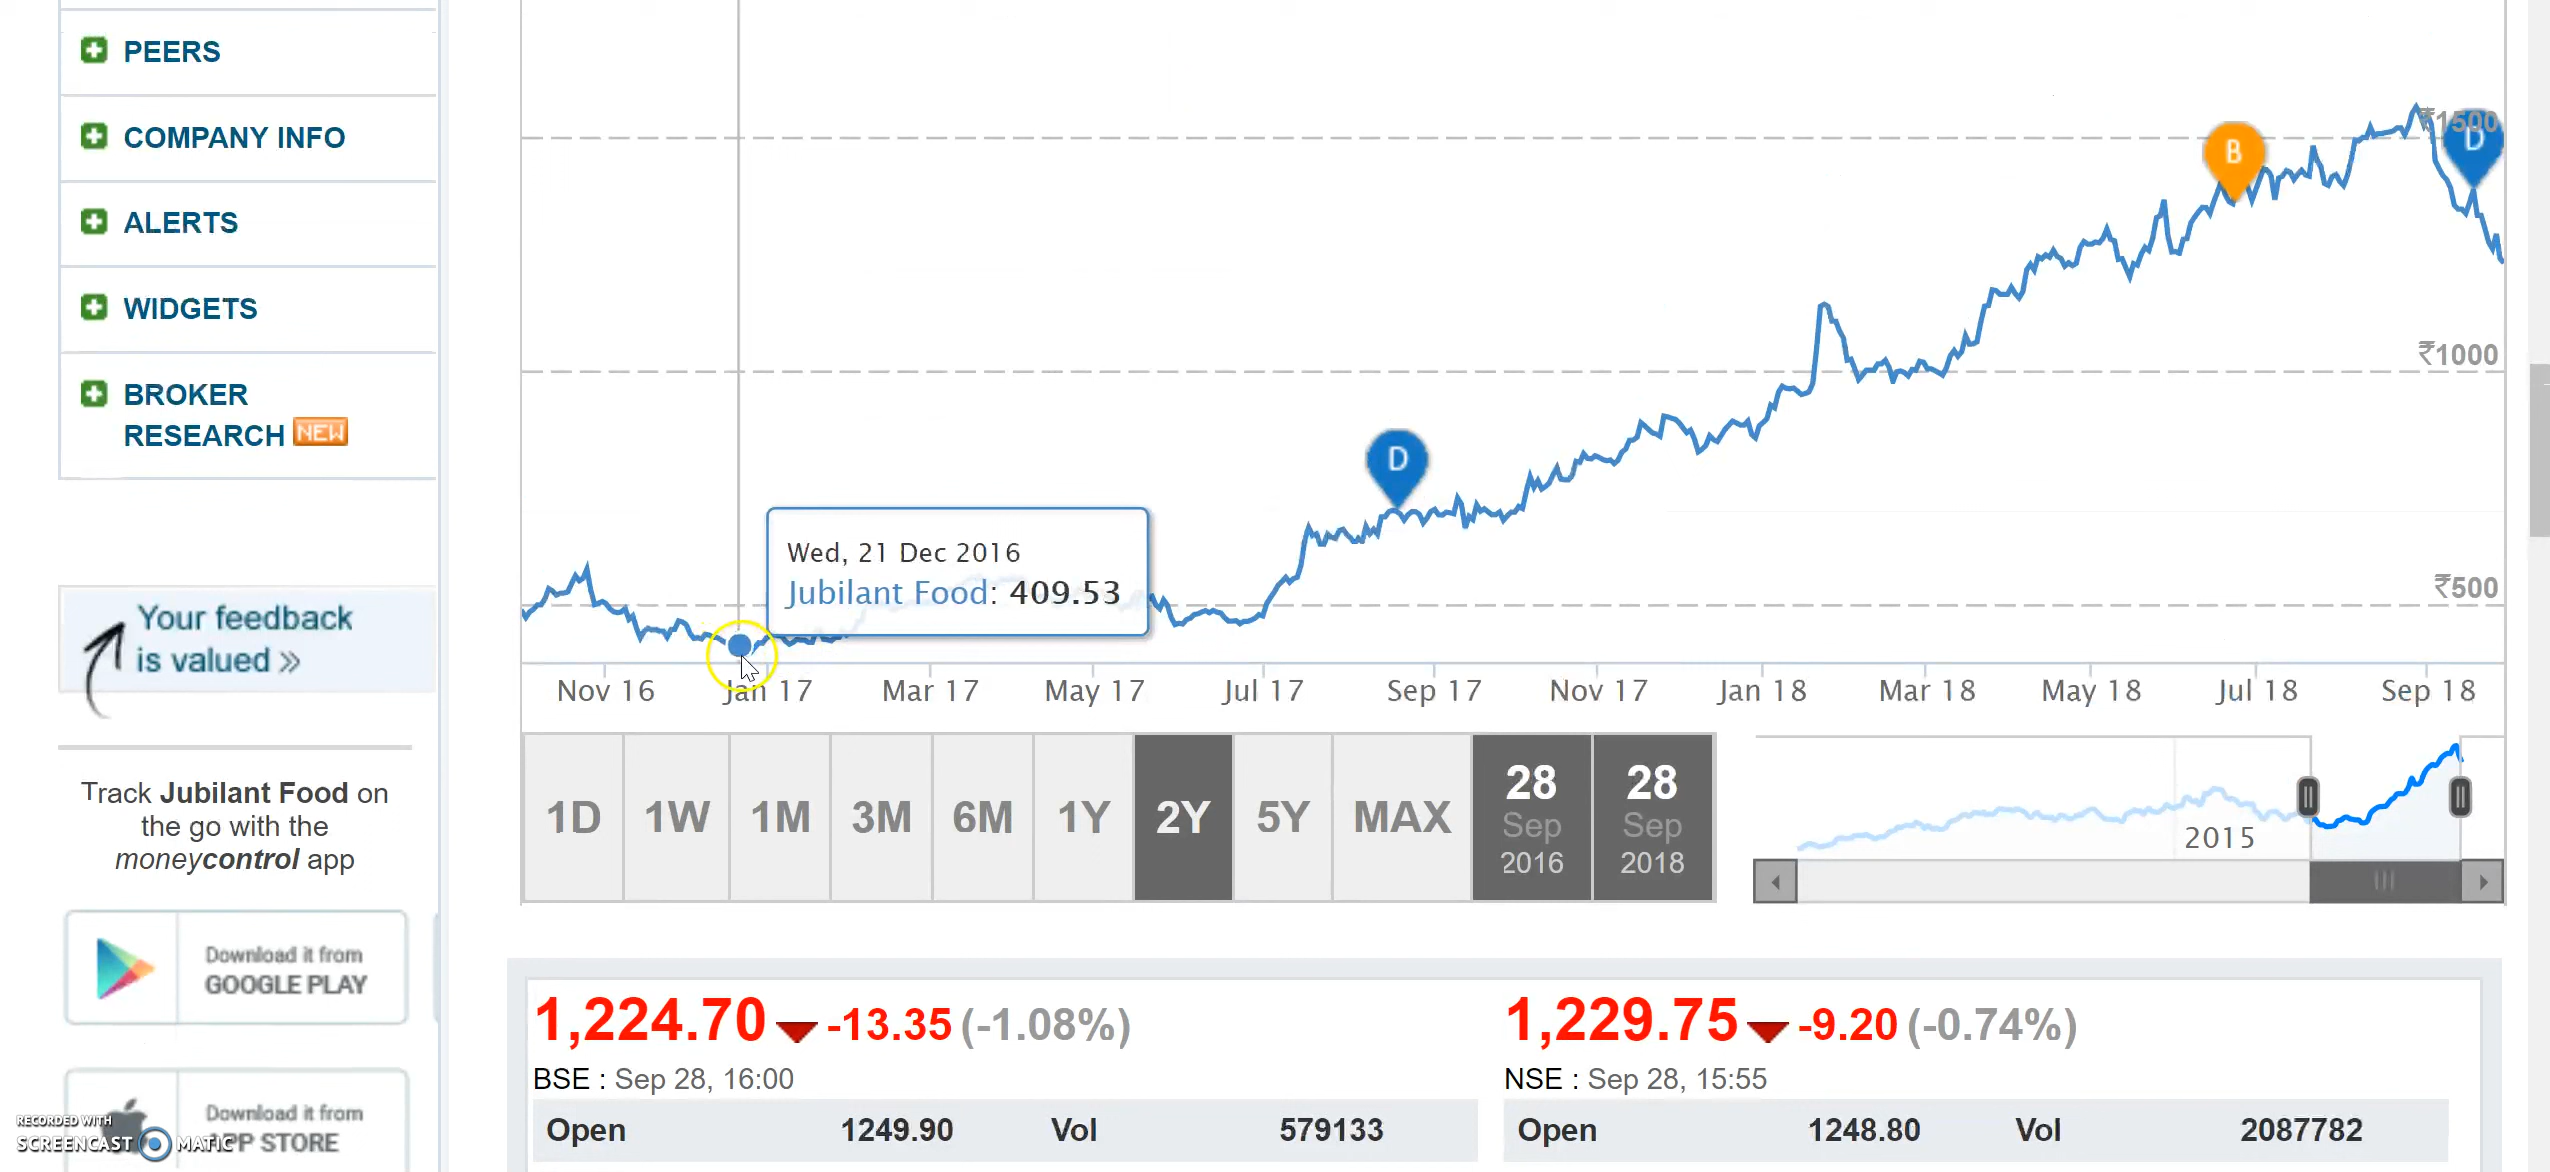 PEERS
COMPANY INFO
ALERTS
WIDGETS
BROKER
RESEARCH NEW
Your feedback
is valued »
Track Jubilant Food on
the go with the
moneycontrol app
Download it from
GOOGLE PLAY
Download it from
APP STORE
RECORDED WITH
SCREENCAST MATIC
₹1500
B
D
₹1000
D
Wed, 21 Dec 2016
Jubilant Food: 409.53
₹500
Nov 16 Jan 17 Mar 17 May 17 Jul 17 Sep 17 Nov 17 Jan 18 Mar 18 May 18 Jul 18 Sep 18
1D 1W 1M 3M 6M 1Y 2Y 5Y MAX
28 Sep 2016
28 Sep 2018
2015
1,224.70 -13.35 (-1.08%)
BSE : Sep 28, 16:00
Open 1249.90 Vol 579133
1,229.75 -9.20 (-0.74%)
NSE : Sep 28, 15:55
Open 1248.80 Vol 2087782